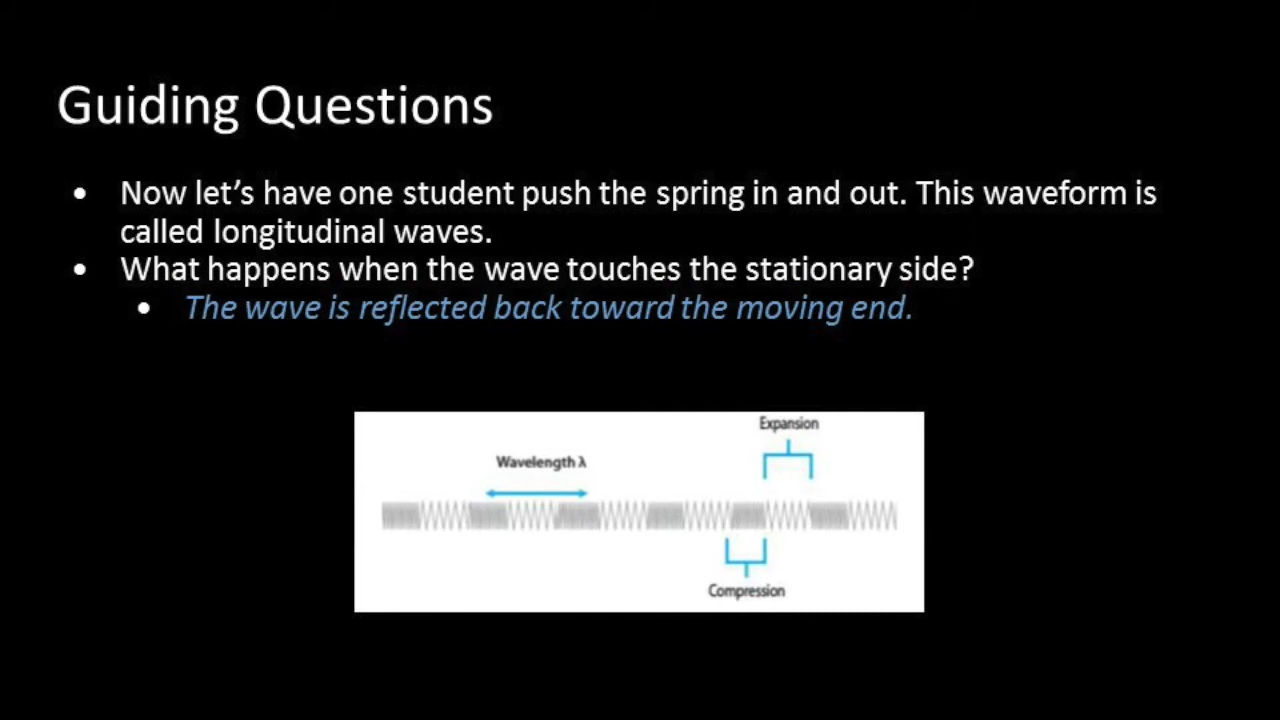 Guiding Questions
• Now let's have one student push the spring in and out. This waveform is
called longitudinal waves.
• What happens when the wave touches the stationary side?
• The wave is reflected back toward the moving end.
Expansion
Wavelength λ
Compression